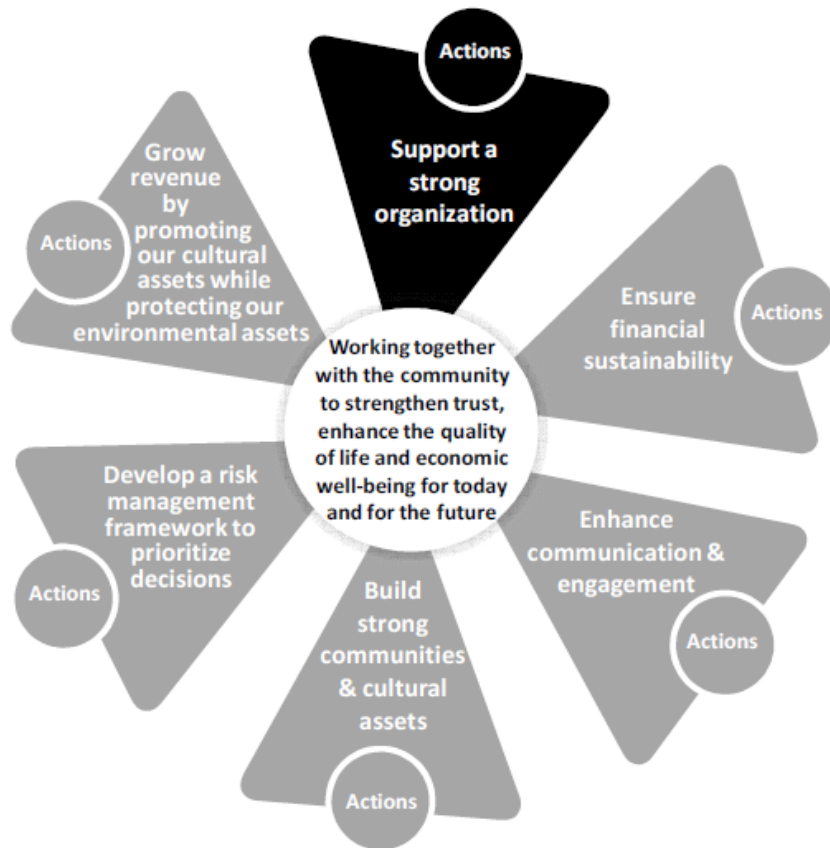 Actions
Support a
strong
organization
Actions
Ensure
financial
sustainability
Enhance
communication &
engagement
Actions
Build
strong
communities
& cultural
assets
Actions
Develop a risk
management
framework to
prioritize
decisions
Actions
Grow
revenue
by
promoting
our cultural
assets while
protecting our
environmental assets
Actions
Working together
with the community
to strengthen trust,
enhance the quality
of life and economic
well-being for today
and for the future